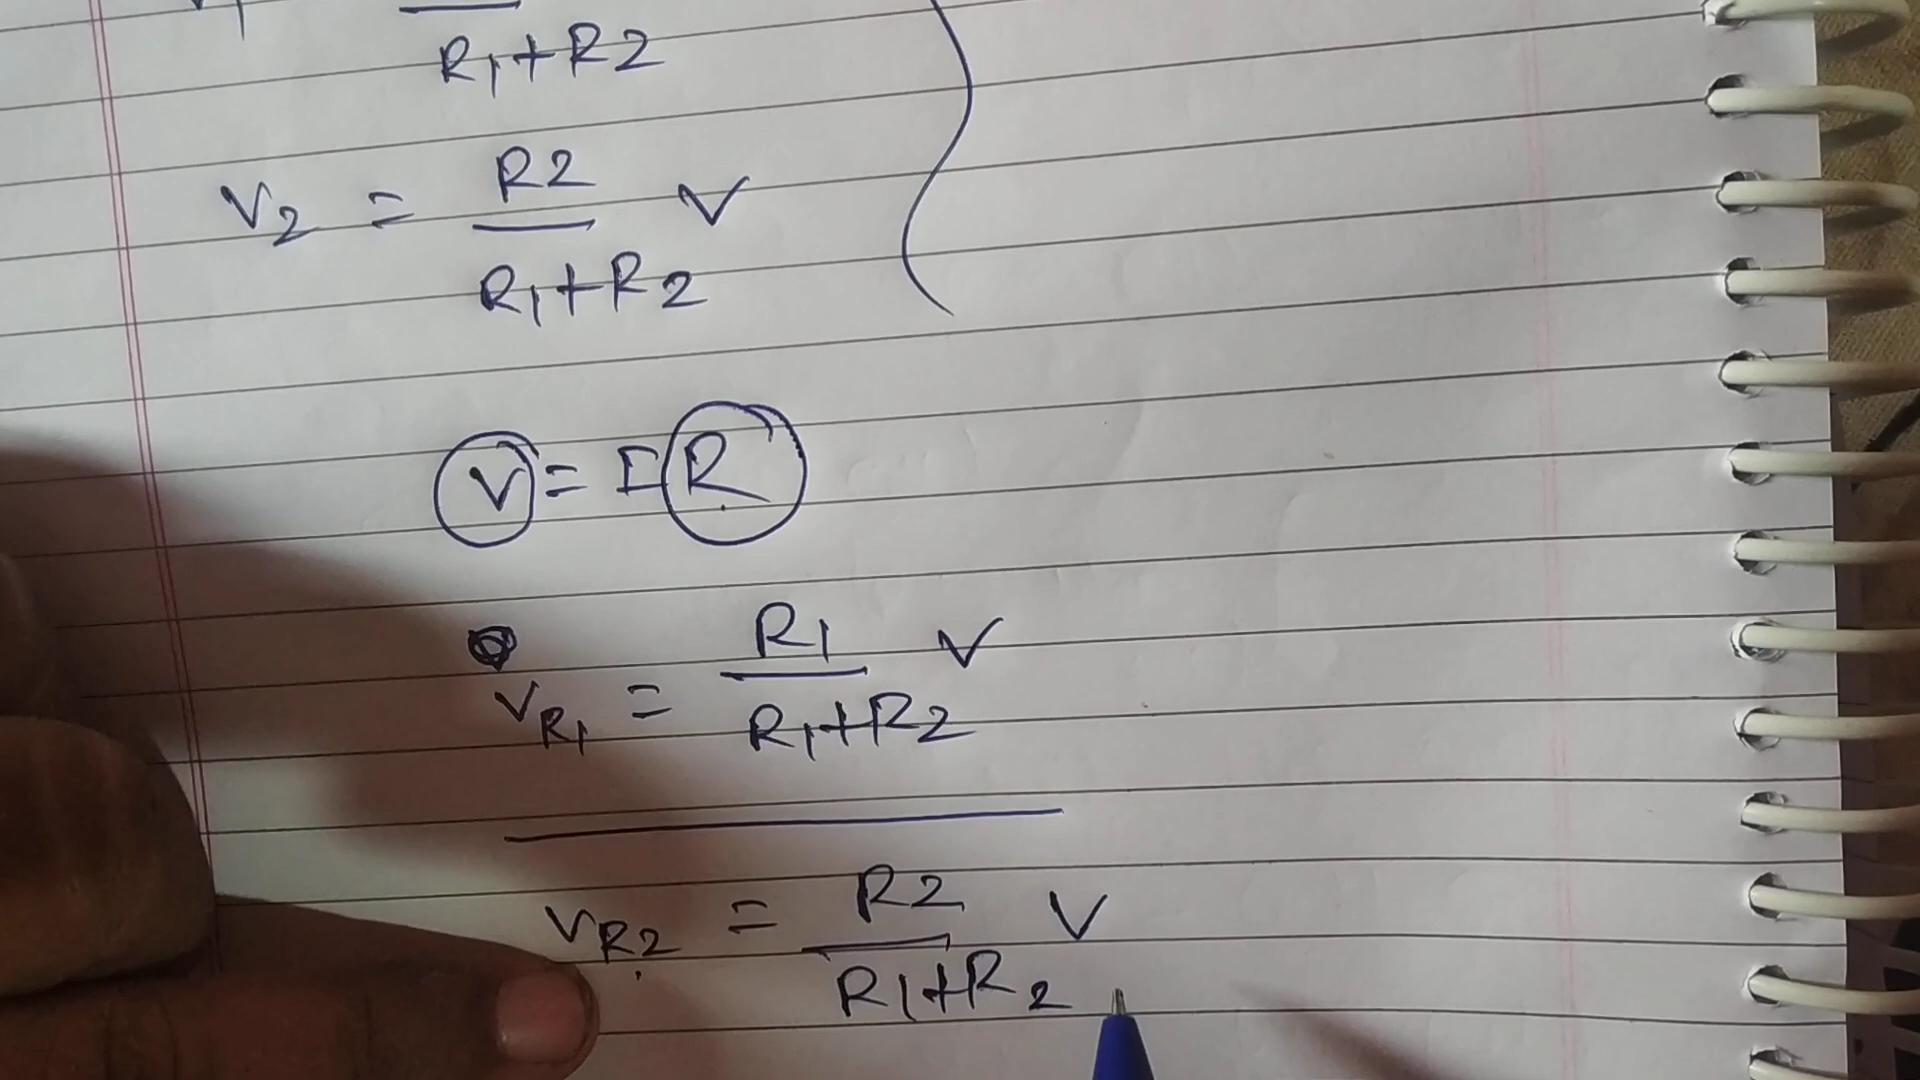 R1+R2
V2 = R2 / R1+R2 V
V = IR
VR1 = R1 / R1+R2 V
VR2 = R2 / R1+R2 V